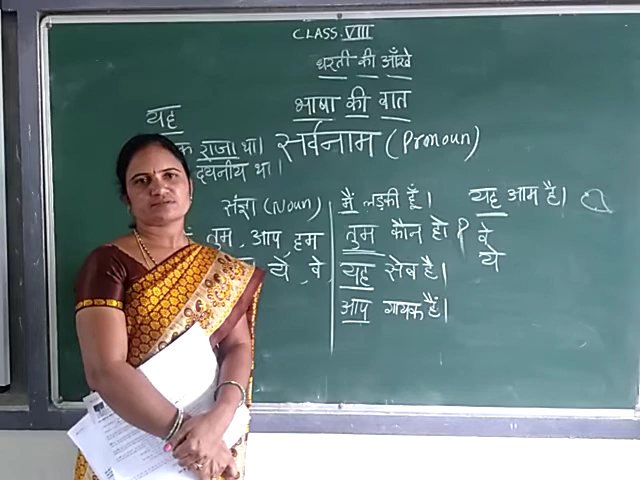 CLASS. VIII
धरती की आँखे
भाषा की बात
यह
राजा था। सर्वनाम (Pronoun)
दयनीय था।
संज्ञा (Noun)
तुम, आप, हम
ये, वे,
मैं लड़की हूँ।
तुम कौन हो?
यह सेब है।
आप गायक हैं।
यह आम है।
वे
ये